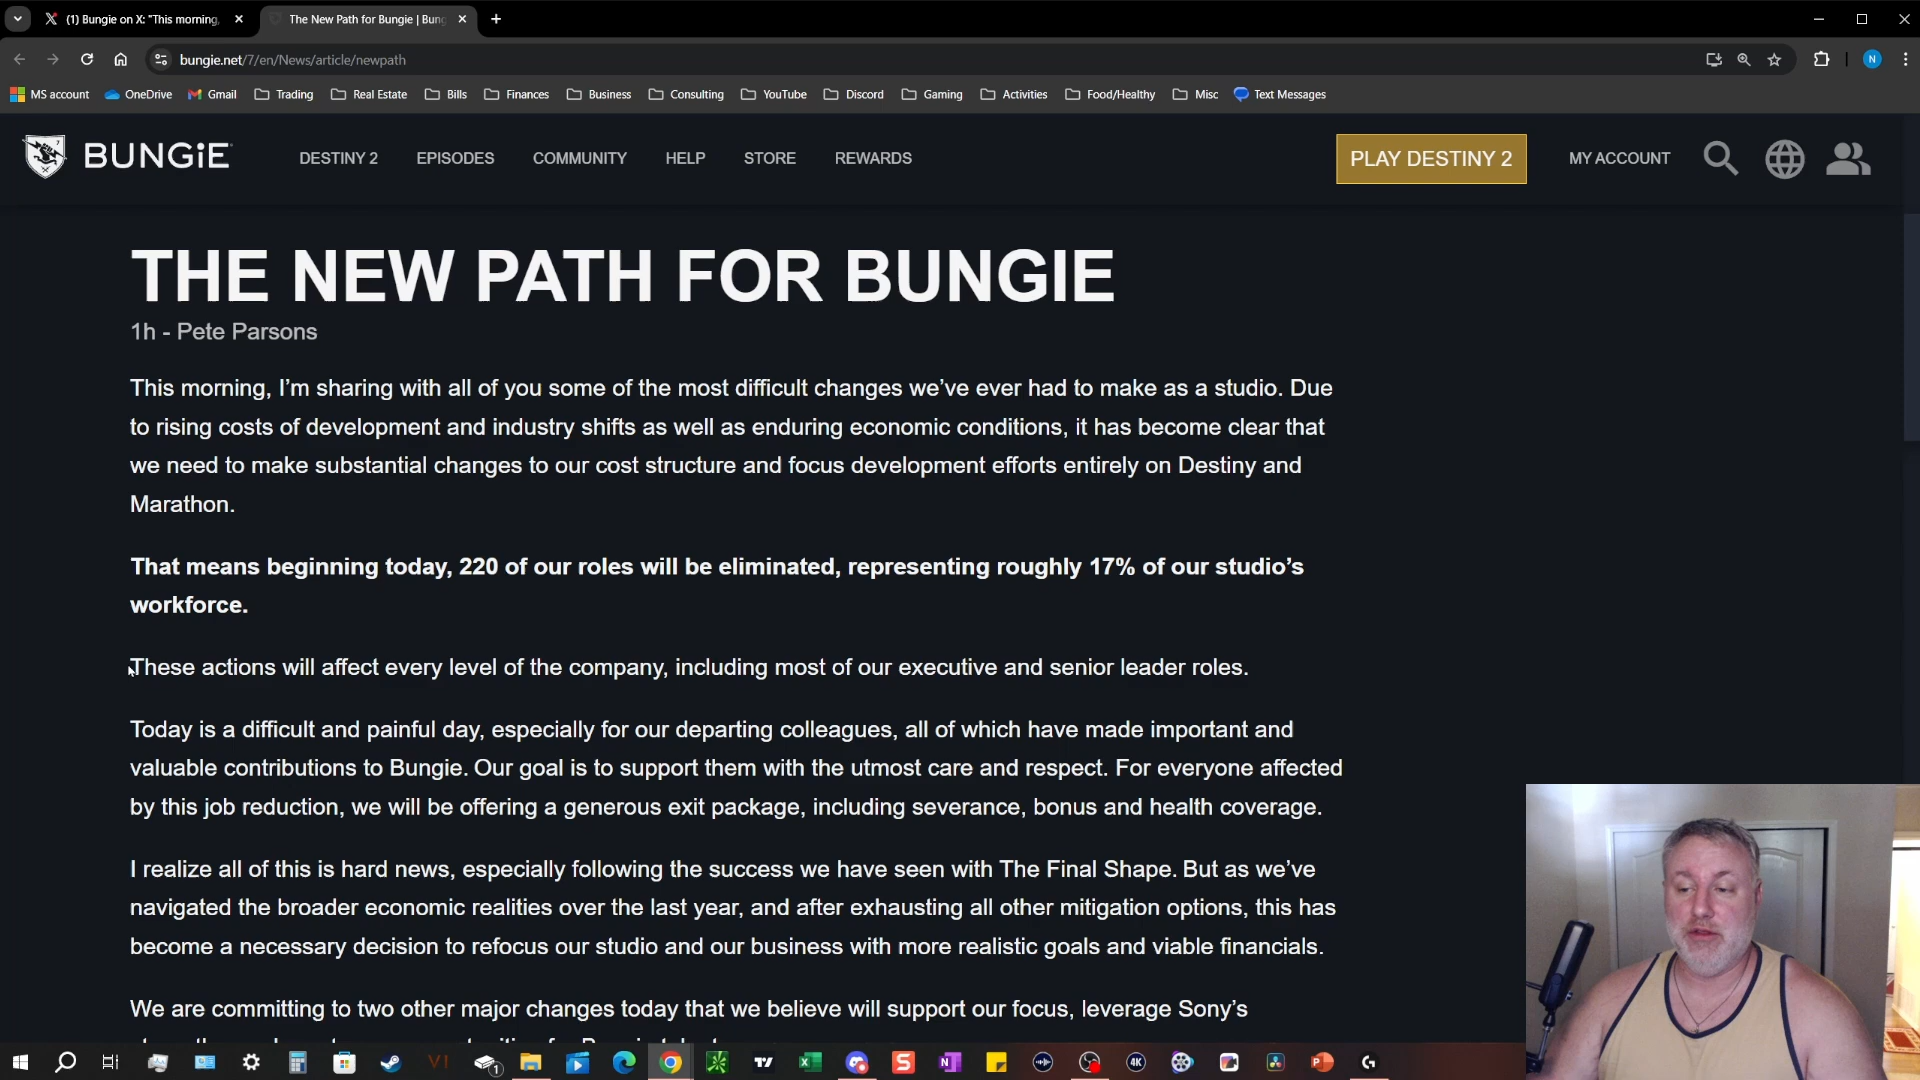 (1) Bungie on X: "This morning,
The New Path for Bungie | Bung
bungie.net/7/en/News/article/newpath
N
MS account
OneDrive
Gmail
Trading
Real Estate
Bills
Finances
Business
Consulting
YouTube
Discord
Gaming
Activities
Food/Healthy
Misc
Text Messages
BUNGiE
DESTINY 2
EPISODES
COMMUNITY
HELP
STORE
REWARDS
PLAY DESTINY 2
MY ACCOUNT
THE NEW PATH FOR BUNGIE
1h - Pete Parsons
This morning, I'm sharing with all of you some of the most difficult changes we've ever had to make as a studio. Due
to rising costs of development and industry shifts as well as enduring economic conditions, it has become clear that
we need to make substantial changes to our cost structure and focus development efforts entirely on Destiny and
Marathon.
That means beginning today, 220 of our roles will be eliminated, representing roughly 17% of our studio's
workforce.
These actions will affect every level of the company, including most of our executive and senior leader roles.
Today is a difficult and painful day, especially for our departing colleagues, all of which have made important and
valuable contributions to Bungie. Our goal is to support them with the utmost care and respect. For everyone affected
by this job reduction, we will be offering a generous exit package, including severance, bonus and health coverage.
I realize all of this is hard news, especially following the success we have seen with The Final Shape. But as we've
navigated the broader economic realities over the last year, and after exhausting all other mitigation options, this has
become a necessary decision to refocus our studio and our business with more realistic goals and viable financials.
We are committing to two other major changes today that we believe will support our focus, leverage Sony's